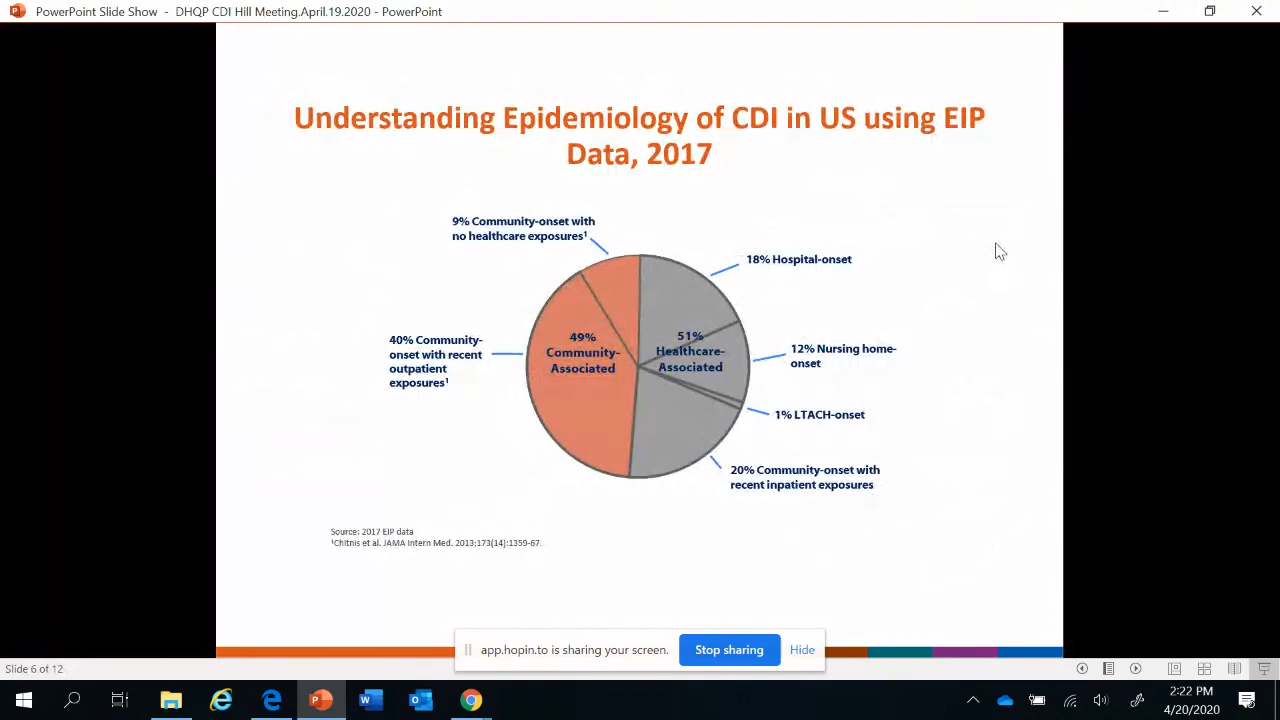 PowerPoint Slide Show - DHQP CDI Hill Meeting.April.19.2020 - PowerPoint
Understanding Epidemiology of CDI in US using EIP
Data, 2017
9% Community-onset with
no healthcare exposures¹
18% Hospital-onset
40% Community-
onset with recent
outpatient
exposures¹
49%
Community-
Associated
51%
Healthcare-
Associated
12% Nursing home-
onset
1% LTACH-onset
20% Community-onset with
recent inpatient exposures
Source: 2017 EIP data
¹Chitnis et al. JAMA Intern Med. 2013;173(14):1359-67.
app.hopin.to is sharing your screen.
Stop sharing
Hide
Slide 6 of 12
2:22 PM
4/20/2020